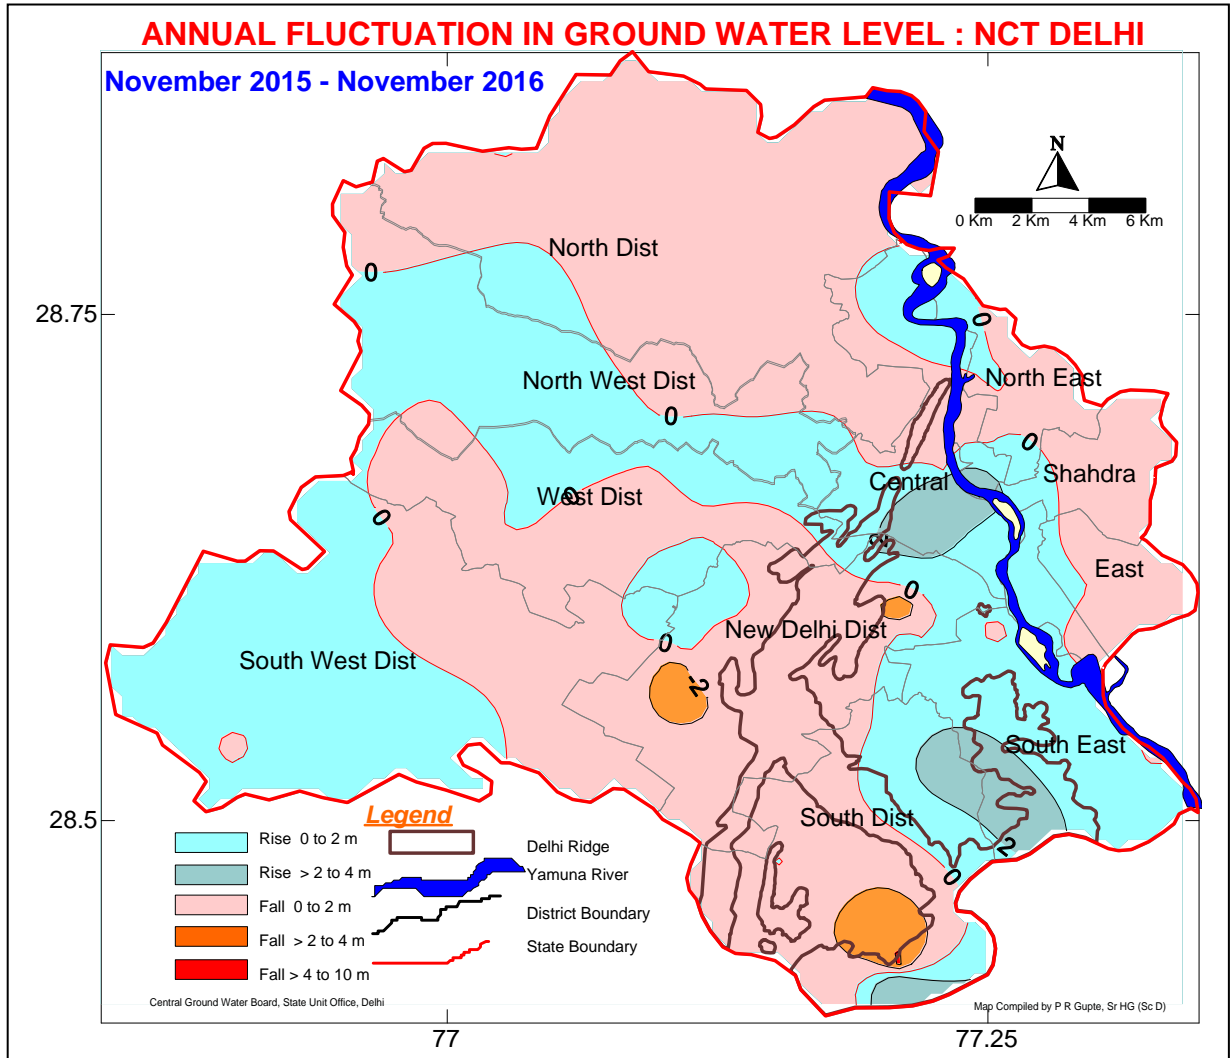 ANNUAL FLUCTUATION IN GROUND WATER LEVEL : NCT DELHI
November 2015 - November 2016
N
0 Km 2 Km 4 Km 6 Km
North Dist
0
28.75
0
North West Dist
North East
0
0
Shahdra
Central
West Dist
0
0
2
East
0
New Delhi Dist
0
South West Dist
-2
South East
Legend
South Dist
28.5
2
0
Rise 0 to 2 m
Rise > 2 to 4 m
Fall 0 to 2 m
Fall > 2 to 4 m
Fall > 4 to 10 m
Delhi Ridge
Yamuna River
District Boundary
State Boundary
Central Ground Water Board, State Unit Office, Delhi
Map Compiled by P R Gupte, Sr HG (Sc D)
77
77.25